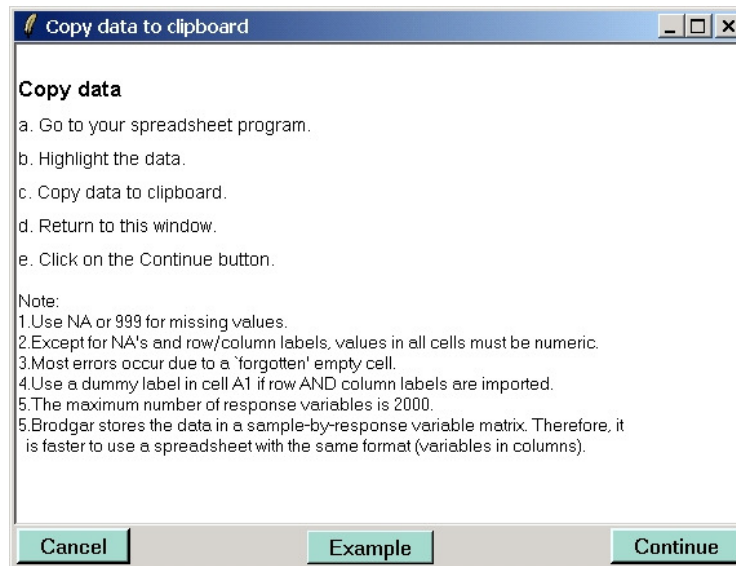 Copy data to clipboard
Copy data
a. Go to your spreadsheet program.
b. Highlight the data.
c. Copy data to clipboard.
d. Return to this window.
e. Click on the Continue button.
Note:
1.Use NA or 999 for missing values.
2.Except for NA's and row/column labels, values in all cells must be numeric.
3.Most errors occur due to a `forgotten' empty cell.
4.Use a dummy label in cell A1 if row AND column labels are imported.
5.The maximum number of response variables is 2000.
5.Brodgar stores the data in a sample-by-response variable matrix. Therefore, it
is faster to use a spreadsheet with the same format (variables in columns).
Cancel Example Continue